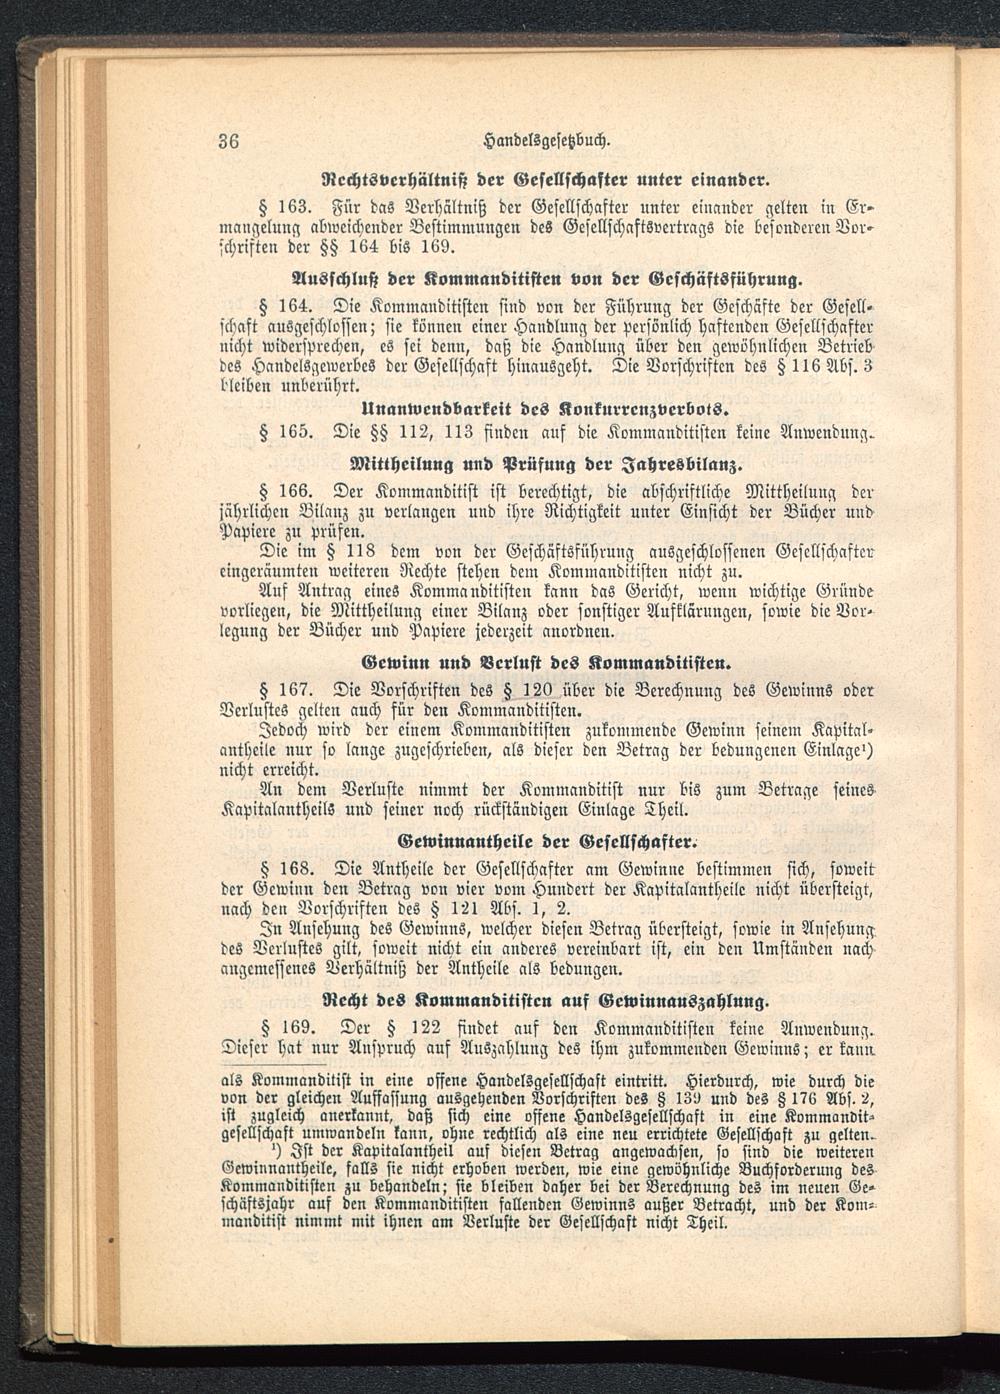 36 Handelsgesetzbuch.
Rechtsverhältniß der Gesellschafter unter einander.
§ 163. Für das Verhältniß der Gesellschafter unter einander gelten in Er-
mangelung abweichender Bestimmungen des Gesellschaftsvertrags die besonderen Vor-
schriften der §§ 164 bis 169.
Ausschluß der Kommanditisten von der Geschäftsführung.
§ 164. Die Kommanditisten sind von der Führung der Geschäfte der Gesell-
schaft ausgeschlossen; sie können einer Handlung der persönlich haftenden Gesellschafter
nicht widersprechen, es sei denn, daß die Handlung über den gewöhnlichen Betrieb
des Handelsgewerbes der Gesellschaft hinausgeht. Die Vorschriften des § 116 Abs. 3
bleiben unberührt.
Unanwendbarkeit des Konkurrenzverbots.
§ 165. Die §§ 112, 113 finden auf die Kommanditisten keine Anwendung.
Mittheilung und Prüfung der Jahresbilanz.
§ 166. Der Kommanditist ist berechtigt, die abschriftliche Mittheilung der
jährlichen Bilanz zu verlangen und ihre Richtigkeit unter Einsicht der Bücher und
Papiere zu prüfen.
Die im § 118 dem von der Geschäftsführung ausgeschlossenen Gesellschafter
eingeräumten weiteren Rechte stehen dem Kommanditisten nicht zu.
Auf Antrag eines Kommanditisten kann das Gericht, wenn wichtige Gründe
vorliegen, die Mittheilung einer Bilanz oder sonstiger Aufklärungen, sowie die Vor-
legung der Bücher und Papiere jederzeit anordnen.
Gewinn und Verlust des Kommanditisten.
§ 167. Die Vorschriften des § 120 über die Berechnung des Gewinns oder
Verlustes gelten auch für den Kommanditisten.
Jedoch wird der einem Kommanditisten zukommende Gewinn seinem Kapital-
antheile nur so lange zugeschrieben, als dieser den Betrag der bedungenen Einlage¹)
nicht erreicht.
An dem Verluste nimmt der Kommanditist nur bis zum Betrage seines
Kapitalantheils und seiner noch rückständigen Einlage Theil.
Gewinnantheile der Gesellschafter.
§ 168. Die Antheile der Gesellschafter am Gewinne bestimmen sich, soweit
der Gewinn den Betrag von vier vom Hundert der Kapitalantheile nicht übersteigt,
nach den Vorschriften des § 121 Abs. 1, 2.
In Ansehung des Gewinns, welcher diesen Betrag übersteigt, sowie in Ansehung
des Verlustes gilt, soweit nicht ein anderes vereinbart ist, ein den Umständen nach
angemessenes Verhältniß der Antheile als bedungen.
Recht des Kommanditisten auf Gewinnauszahlung.
§ 169. Der § 122 findet auf den Kommanditisten keine Anwendung.
Dieser hat nur Anspruch auf Auszahlung des ihm zukommenden Gewinns; er kann
als Kommanditist in eine offene Handelsgesellschaft eintritt. Hierdurch, wie durch die
von der gleichen Auffassung ausgehenden Vorschriften des § 139 und des § 176 Abs. 2,
ist zugleich anerkannt, daß sich eine offene Handelsgesellschaft in eine Kommandit-
gesellschaft umwandeln kann, ohne rechtlich als eine neu errichtete Gesellschaft zu gelten.
¹) Ist der Kapitalantheil auf diesen Betrag angewachsen, so sind die weiteren
Gewinnantheile, falls sie nicht erhoben werden, wie eine gewöhnliche Buchforderung des
Kommanditisten zu behandeln; sie bleiben daher bei der Berechnung des im neuen Ge-
schäftsjahr auf den Kommanditisten fallenden Gewinns außer Betracht, und der Kom-
manditist nimmt mit ihnen am Verluste der Gesellschaft nicht Theil.